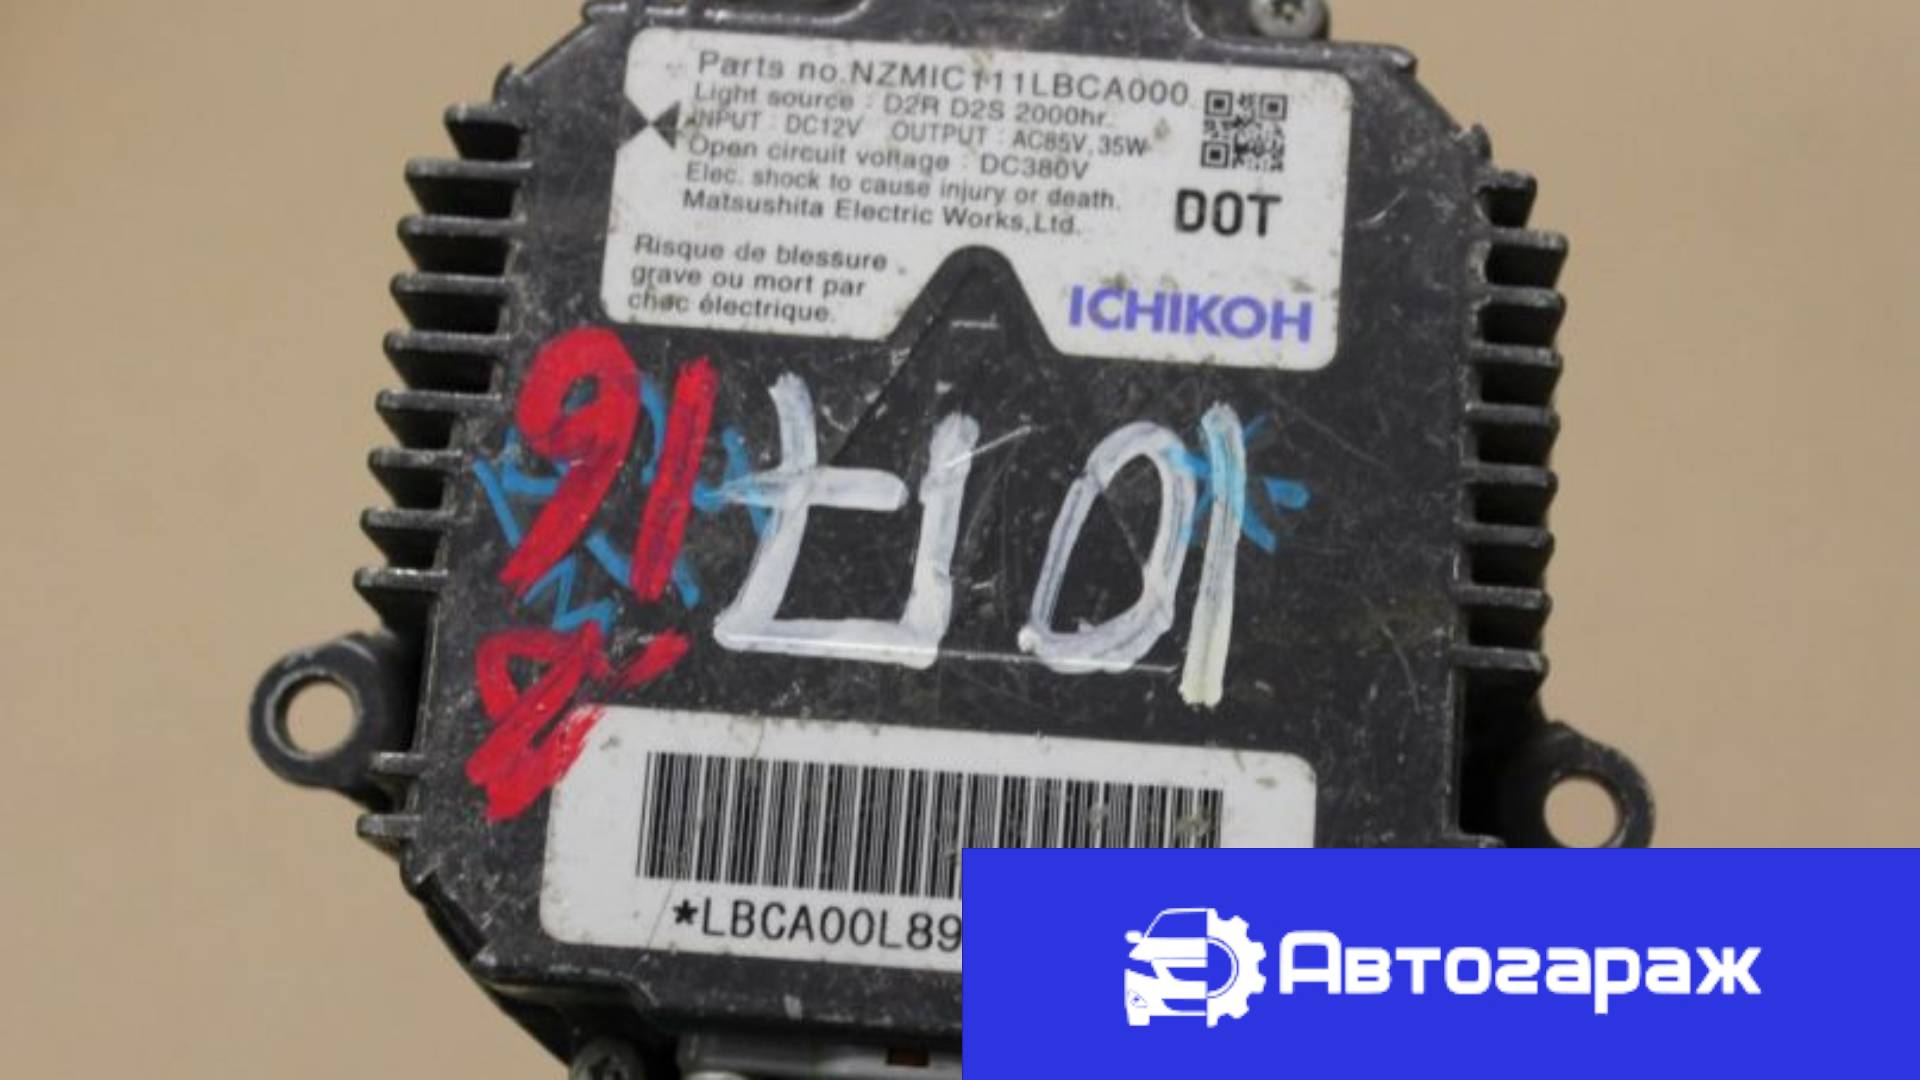 Parts no.NZMIC111LBCA000
Light source : D2R D2S 2000hr.
INPUT : DC12V OUTPUT : AC85V,35W
Open circuit voltage : DC380V
Elec. shock to cause injury or death.
Matsushita Electric Works,Ltd.
DOT
Risque de blessure
grave ou mort par
choc électrique.
ICHIKOH
*LBCA00L89
Автогараж